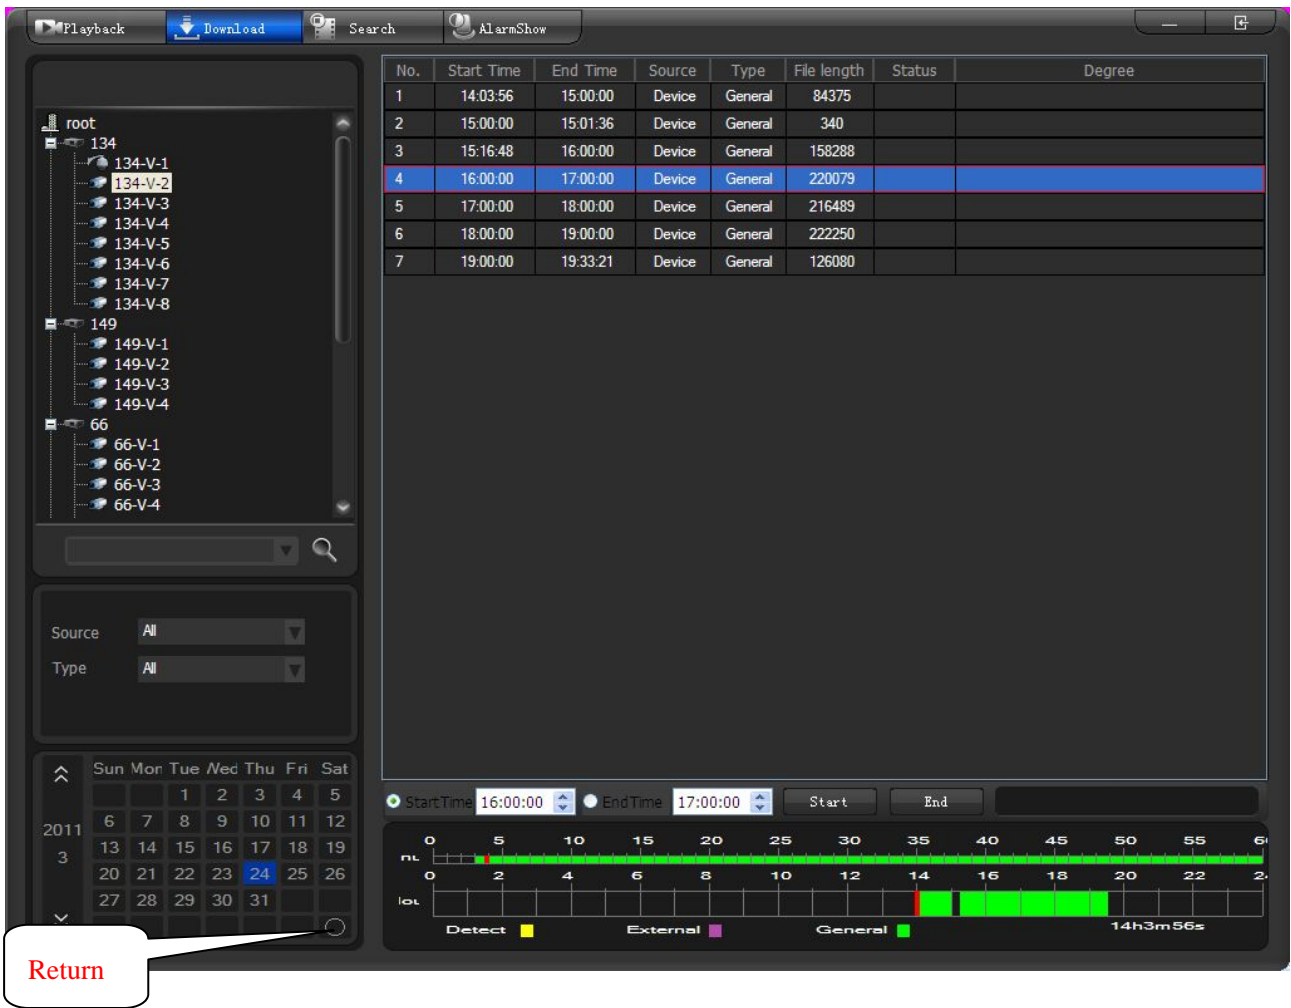 Playback Download Search AlarmShow
No. Start Time End Time Source Type File length Status Degree
1 14:03:56 15:00:00 Device General 84375
2 15:00:00 15:01:36 Device General 340
3 15:16:48 16:00:00 Device General 158288
4 16:00:00 17:00:00 Device General 220079
5 17:00:00 18:00:00 Device General 216489
6 18:00:00 19:00:00 Device General 222250
7 19:00:00 19:33:21 Device General 126080
root
134
134-V-1
134-V-2
134-V-3
134-V-4
134-V-5
134-V-6
134-V-7
134-V-8
149
149-V-1
149-V-2
149-V-3
149-V-4
66
66-V-1
66-V-2
66-V-3
66-V-4
Source All
Type All
Sun Mon Tue Wed Thu Fri Sat
1 2 3 4 5
6 7 8 9 10 11 12
13 14 15 16 17 18 19
20 21 22 23 24 25 26
27 28 29 30 31
2011
3
StartTime 16:00:00 EndTime 17:00:00 Start End
0 5 10 15 20 25 30 35 40 45 50 55
0 2 4 6 8 10 12 14 16 18 20 22
Detect External General 14h3m56s
Return